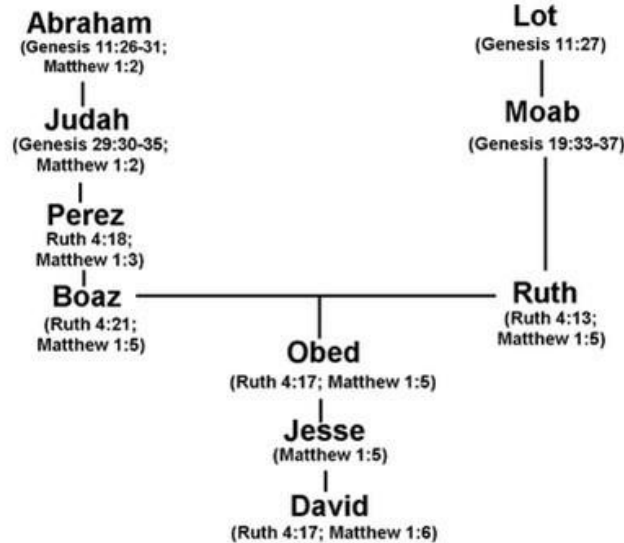 Abraham
(Genesis 11:26-31;
Matthew 1:2)
Lot
(Genesis 11:27)
Judah
(Genesis 29:30-35;
Matthew 1:2)
Moab
(Genesis 19:33-37)
Perez
Ruth 4:18;
Matthew 1:3)
Boaz
(Ruth 4:21;
Matthew 1:5)
Ruth
(Ruth 4:13;
Matthew 1:5)
Obed
(Ruth 4:17; Matthew 1:5)
Jesse
(Matthew 1:5)
David
(Ruth 4:17; Matthew 1:6)